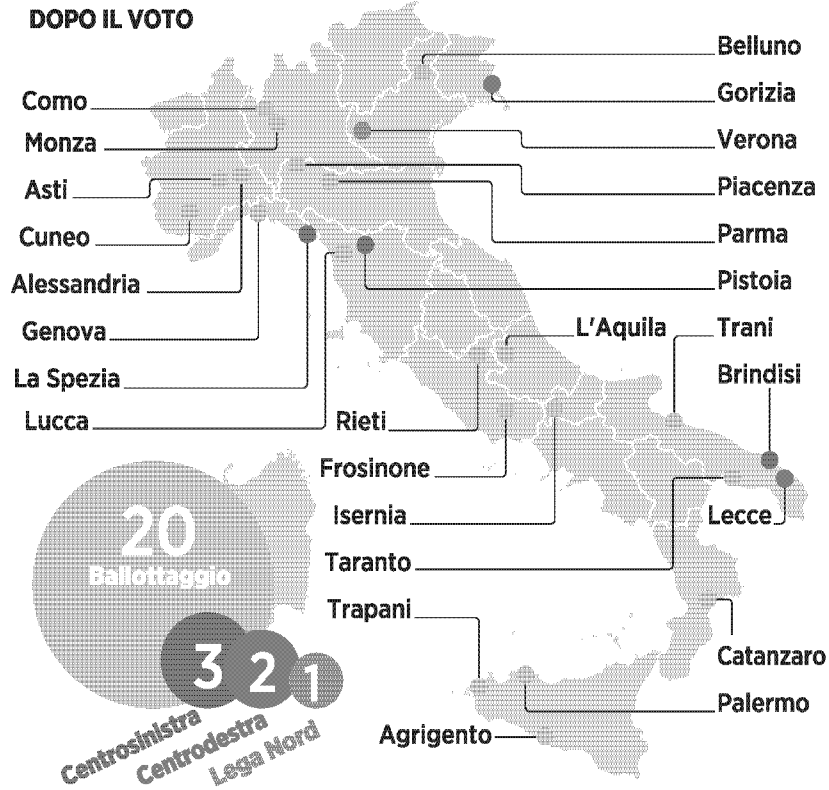 DOPO IL VOTO
Belluno
Gorizia
Verona
Piacenza
Parma
Pistoia
Como
Monza
Asti
Cuneo
Alessandria
Genova
La Spezia
Lucca
L'Aquila
Trani
Brindisi
Rieti
Frosinone
Isernia
Lecce
Taranto
Trapani
Catanzaro
Palermo
Agrigento
20
Ballottaggio
3
2
1
Centrosinistra
Centrodestra
Lega Nord